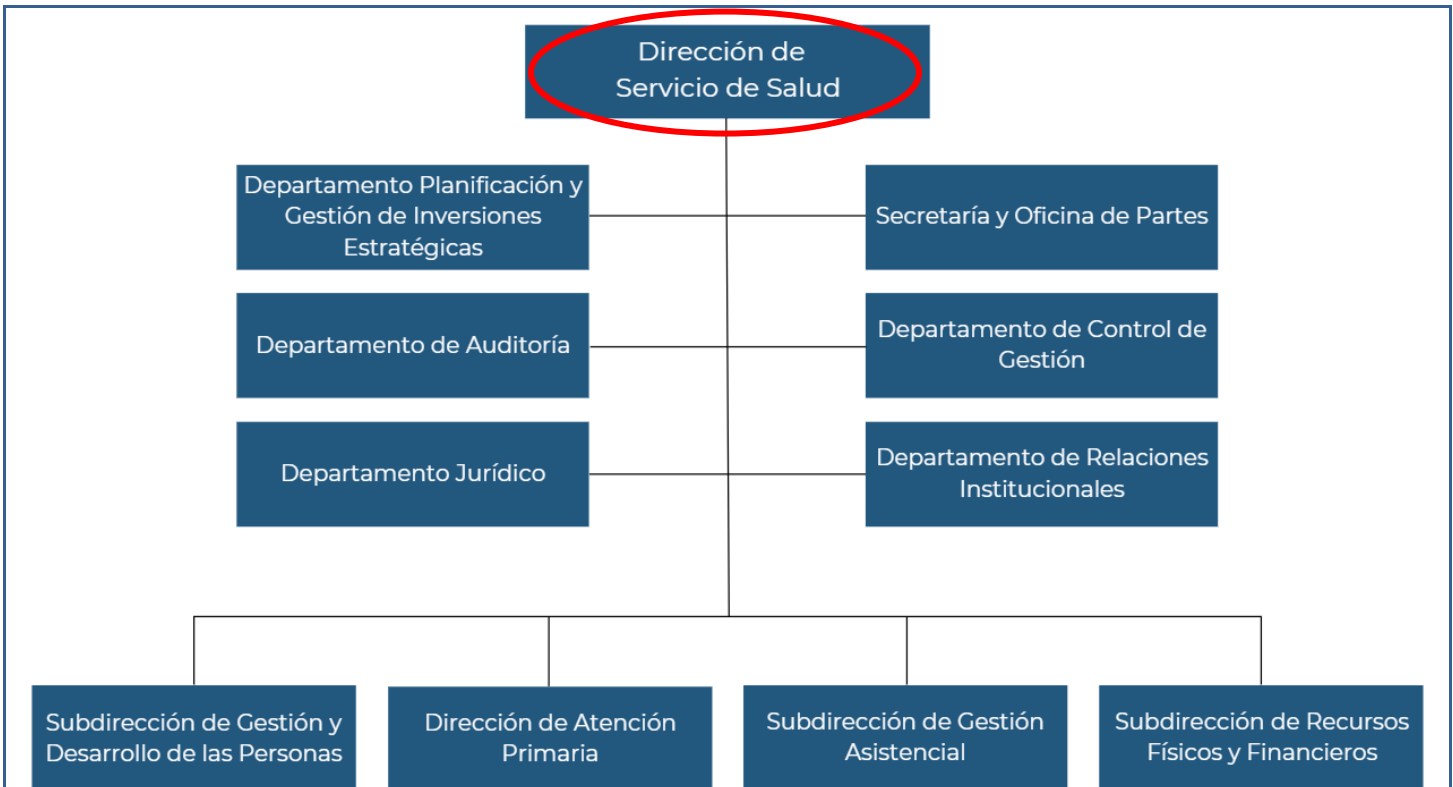 Dirección de
Servicio de Salud
Departamento Planificación y
Gestión de Inversiones
Estratégicas
Secretaría y Oficina de Partes
Departamento de Auditoría
Departamento de Control de
Gestión
Departamento Jurídico
Departamento de Relaciones
Institucionales
Subdirección de Gestión y
Desarrollo de las Personas
Dirección de Atención
Primaria
Subdirección de Gestión
Asistencial
Subdirección de Recursos
Físicos y Financieros